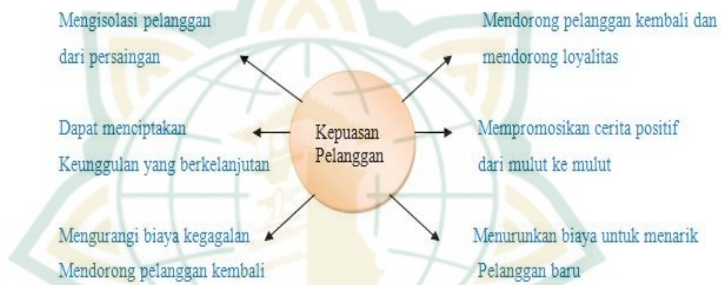 Mengisolasi pelanggan
dari persaingan
Mendorong pelanggan kembali dan
mendorong loyalitas
Dapat menciptakan
Keunggulan yang berkelanjutan
Kepuasan
Pelanggan
Mempromosikan cerita positif
dari mulut ke mulut
Mengurangi biaya kegagalan
Mendorong pelanggan kembali
Menurunkan biaya untuk menarik
Pelanggan baru